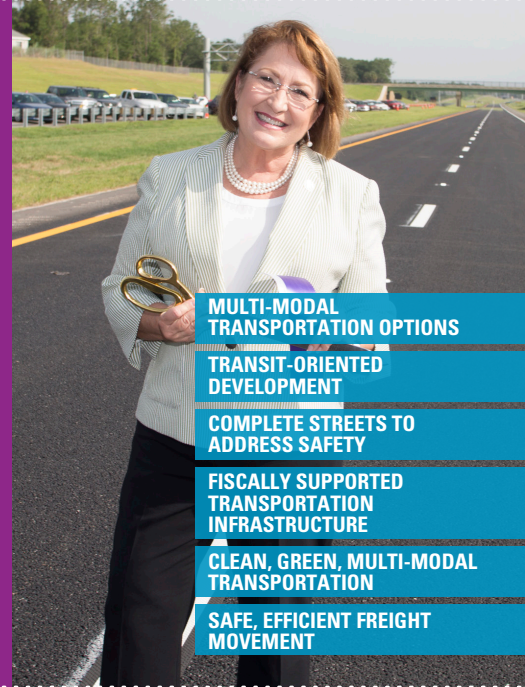 MULTI-MODAL
TRANSPORTATION OPTIONS
TRANSIT-ORIENTED
DEVELOPMENT
COMPLETE STREETS TO
ADDRESS SAFETY
FISCALLY SUPPORTED
TRANSPORTATION
INFRASTRUCTURE
CLEAN, GREEN, MULTI-MODAL
TRANSPORTATION
SAFE, EFFICIENT FREIGHT
MOVEMENT